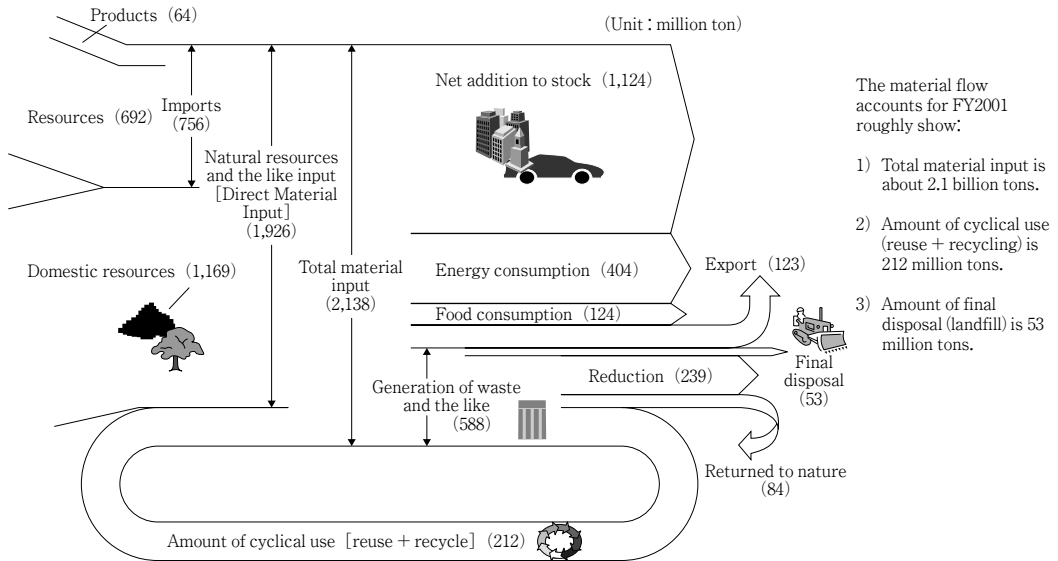 Products (64)
(Unit : million ton)
Resources (692)
Imports
(756)
Natural resources
and the like input
[Direct Material
Input]
(1,926)
Domestic resources (1,169)
Total material
input
(2,138)
Net addition to stock (1,124)
Energy consumption (404)
Food consumption (124)
Export (123)
Final
disposal
(53)
Generation of waste
and the like
(588)
Reduction (239)
Returned to nature
(84)
Amount of cyclical use [reuse + recycle] (212)
The material flow
accounts for FY2001
roughly show:
1) Total material input is
about 2.1 billion tons.
2) Amount of cyclical use
(reuse + recycling) is
212 million tons.
3) Amount of final
disposal (landfill) is 53
million tons.